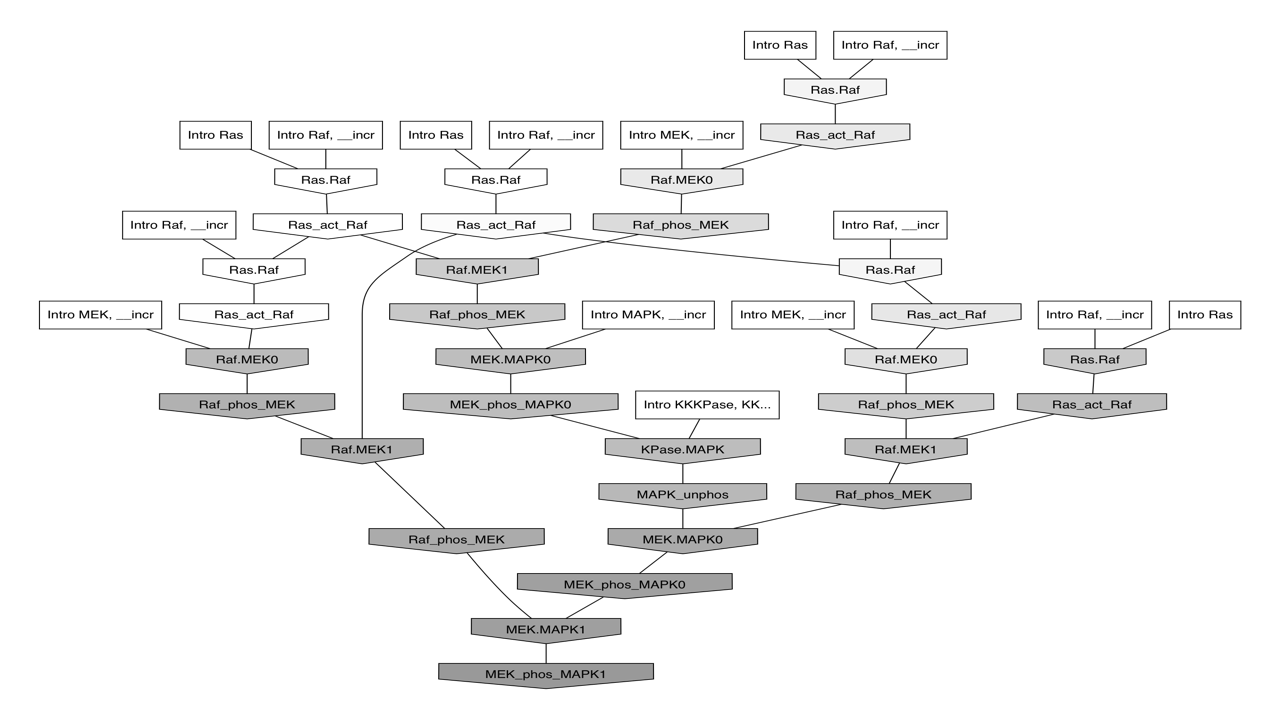 Intro Ras
Intro Raf, __incr
Ras.Raf
Intro Ras
Intro Raf, __incr
Intro Ras
Intro Raf, __incr
Intro MEK, __incr
Ras_act_Raf
Ras.Raf
Ras.Raf
Raf.MEK0
Intro Raf, __incr
Ras_act_Raf
Ras_act_Raf
Raf_phos_MEK
Intro Raf, __incr
Ras.Raf
Raf.MEK1
Ras.Raf
Intro MEK, __incr
Ras_act_Raf
Raf_phos_MEK
Intro MAPK, __incr
Intro MEK, __incr
Ras_act_Raf
Intro Raf, __incr
Intro Ras
Raf.MEK0
MEK.MAPK0
Raf.MEK0
Ras.Raf
Raf_phos_MEK
MEK_phos_MAPK0
Intro KKKPase, KK...
Raf_phos_MEK
Ras_act_Raf
Raf.MEK1
KPase.MAPK
Raf.MEK1
MAPK_unphos
Raf_phos_MEK
Raf_phos_MEK
MEK.MAPK0
MEK_phos_MAPK0
MEK.MAPK1
MEK_phos_MAPK1